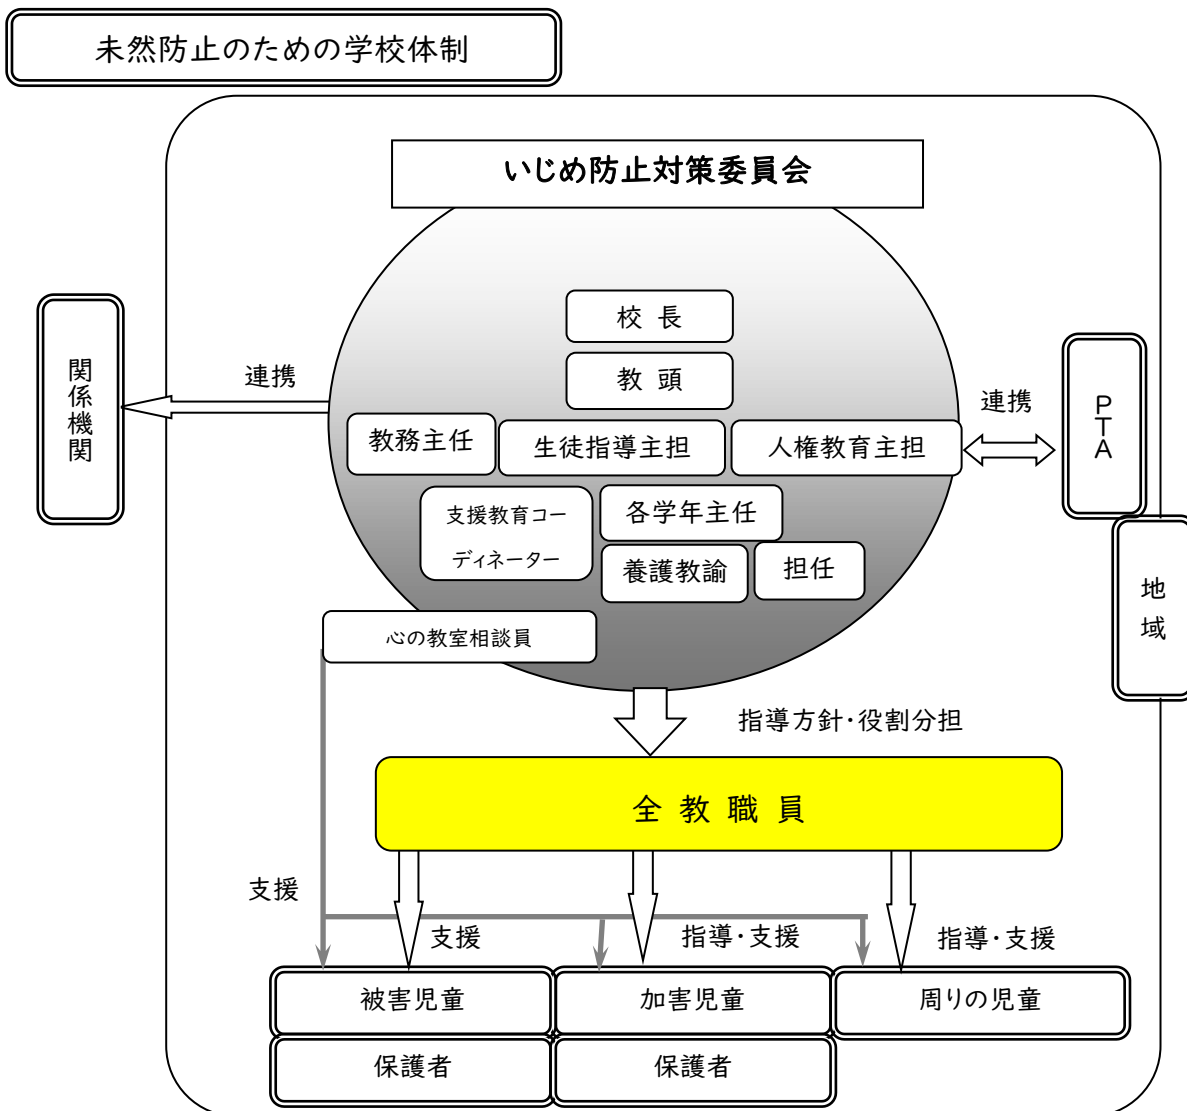 未然防止のための学校体制
いじめ防止対策委員会
校 長
教 頭
教務主任
生徒指導主担
人権教育主担
支援教育コー
ディネーター
各学年主任
養護教諭
担任
心の教室相談員
関係機関
連携
連携
PTA
地域
指導方針・役割分担
全 教 職 員
支援
支援
指導・支援
指導・支援
被害児童
加害児童
周りの児童
保護者
保護者